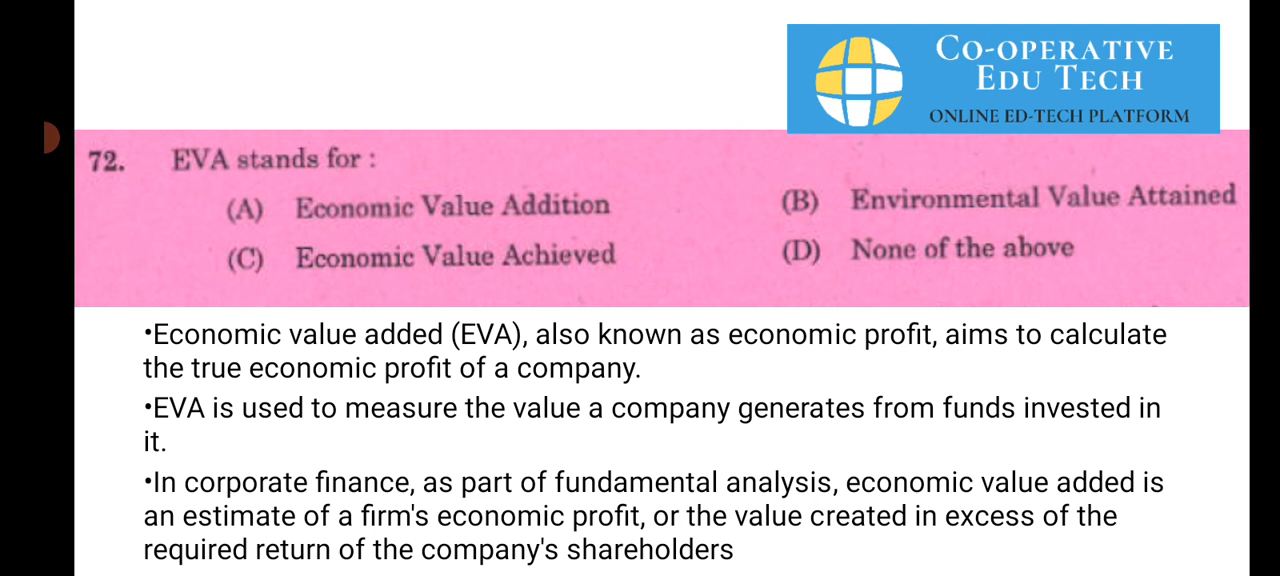 CO-OPERATIVE
EDU TECH
ONLINE ED-TECH PLATFORM
72. EVA stands for :
(A) Economic Value Addition (B) Environmental Value Attained
(C) Economic Value Achieved (D) None of the above
•Economic value added (EVA), also known as economic profit, aims to calculate
the true economic profit of a company.
•EVA is used to measure the value a company generates from funds invested in
it.
•In corporate finance, as part of fundamental analysis, economic value added is
an estimate of a firm's economic profit, or the value created in excess of the
required return of the company's shareholders